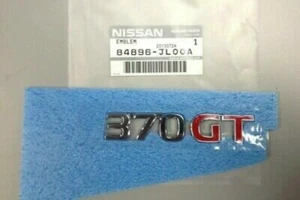 NISSAN
EMBLEM 1
84896-JL00A
370GT